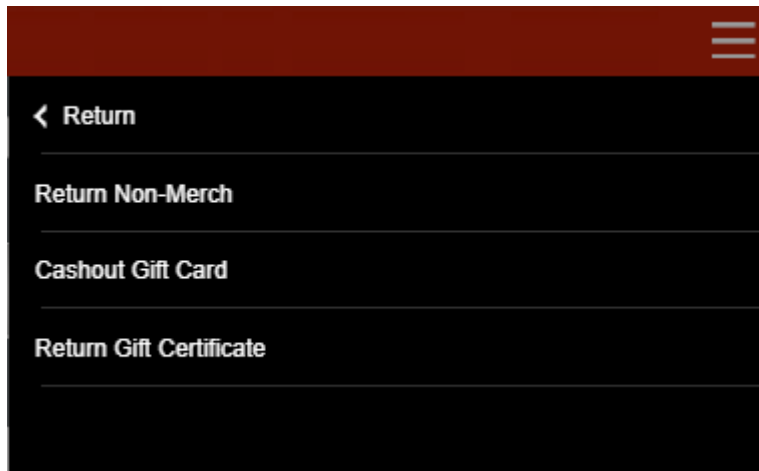 Return
Return Non-Merch
Cashout Gift Card
Return Gift Certificate